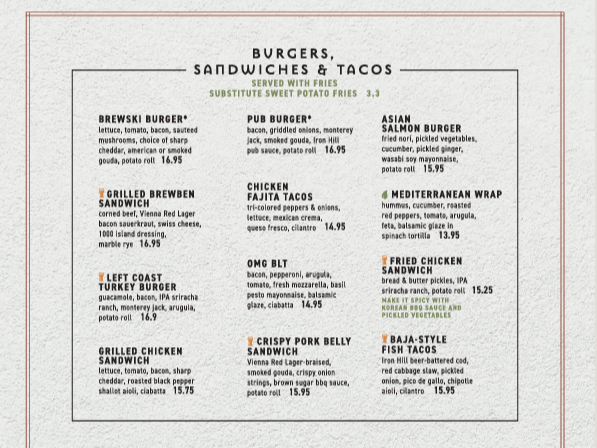 BURGERS,
SANDWICHES & TACOS
SERVED WITH FRIES
SUBSTITUTE SWEET POTATO FRIES 3.3
BREWSKI BURGER*
lettuce, tomato, bacon, sauteed
mushrooms, choice of sharp
cheddar, american or smoked
gouda, potato roll 16.95
GRILLED BREWBEN
SANDWICH
corned beef, Vienna Red Lager
bacon sauerkraut, swiss cheese,
1000 island dressing,
marble rye 16.95
LEFT COAST
TURKEY BURGER
guacamole, bacon, IPA sriracha
ranch, monterey jack, arugula,
potato roll 16.9
GRILLED CHICKEN
SANDWICH
lettuce, tomato, bacon, sharp
cheddar, roasted black pepper
shallot aioli, ciabatta 15.75
PUB BURGER*
bacon, griddled onions, monterey
jack, smoked gouda, Iron Hill
pub sauce, potato roll 16.95
CHICKEN
FAJITA TACOS
tri-colored peppers & onions,
lettuce, mexican crema,
queso fresco, cilantro 14.95
OMG BLT
bacon, pepperoni, arugula,
tomato, fresh mozzarella, basil
pesto mayonnaise, balsamic
glaze, ciabatta 14.95
CRISPY PORK BELLY
SANDWICH
Vienna Red Lager-braised,
smoked gouda, crispy onion
strings, brown sugar bbq sauce,
potato roll 15.95
ASIAN
SALMON BURGER
fried nori, pickled vegetables,
cucumber, pickled ginger,
wasabi soy mayonnaise,
potato roll 15.95
MEDITERRANEAN WRAP
hummus, cucumber, roasted
red peppers, tomato, arugula,
feta, balsamic glaze in
spinach tortilla 13.95
FRIED CHICKEN
SANDWICH
bread & butter pickles, IPA
sriracha ranch, potato roll 15.25
MAKE IT SPICY WITH
KOREAN BBQ SAUCE AND
PICKLED VEGETABLES
BAJA-STYLE
FISH TACOS
Iron Hill beer-battered cod,
red cabbage slaw, pickled
onion, pico de gallo, chipotle
aioli, cilantro 15.95